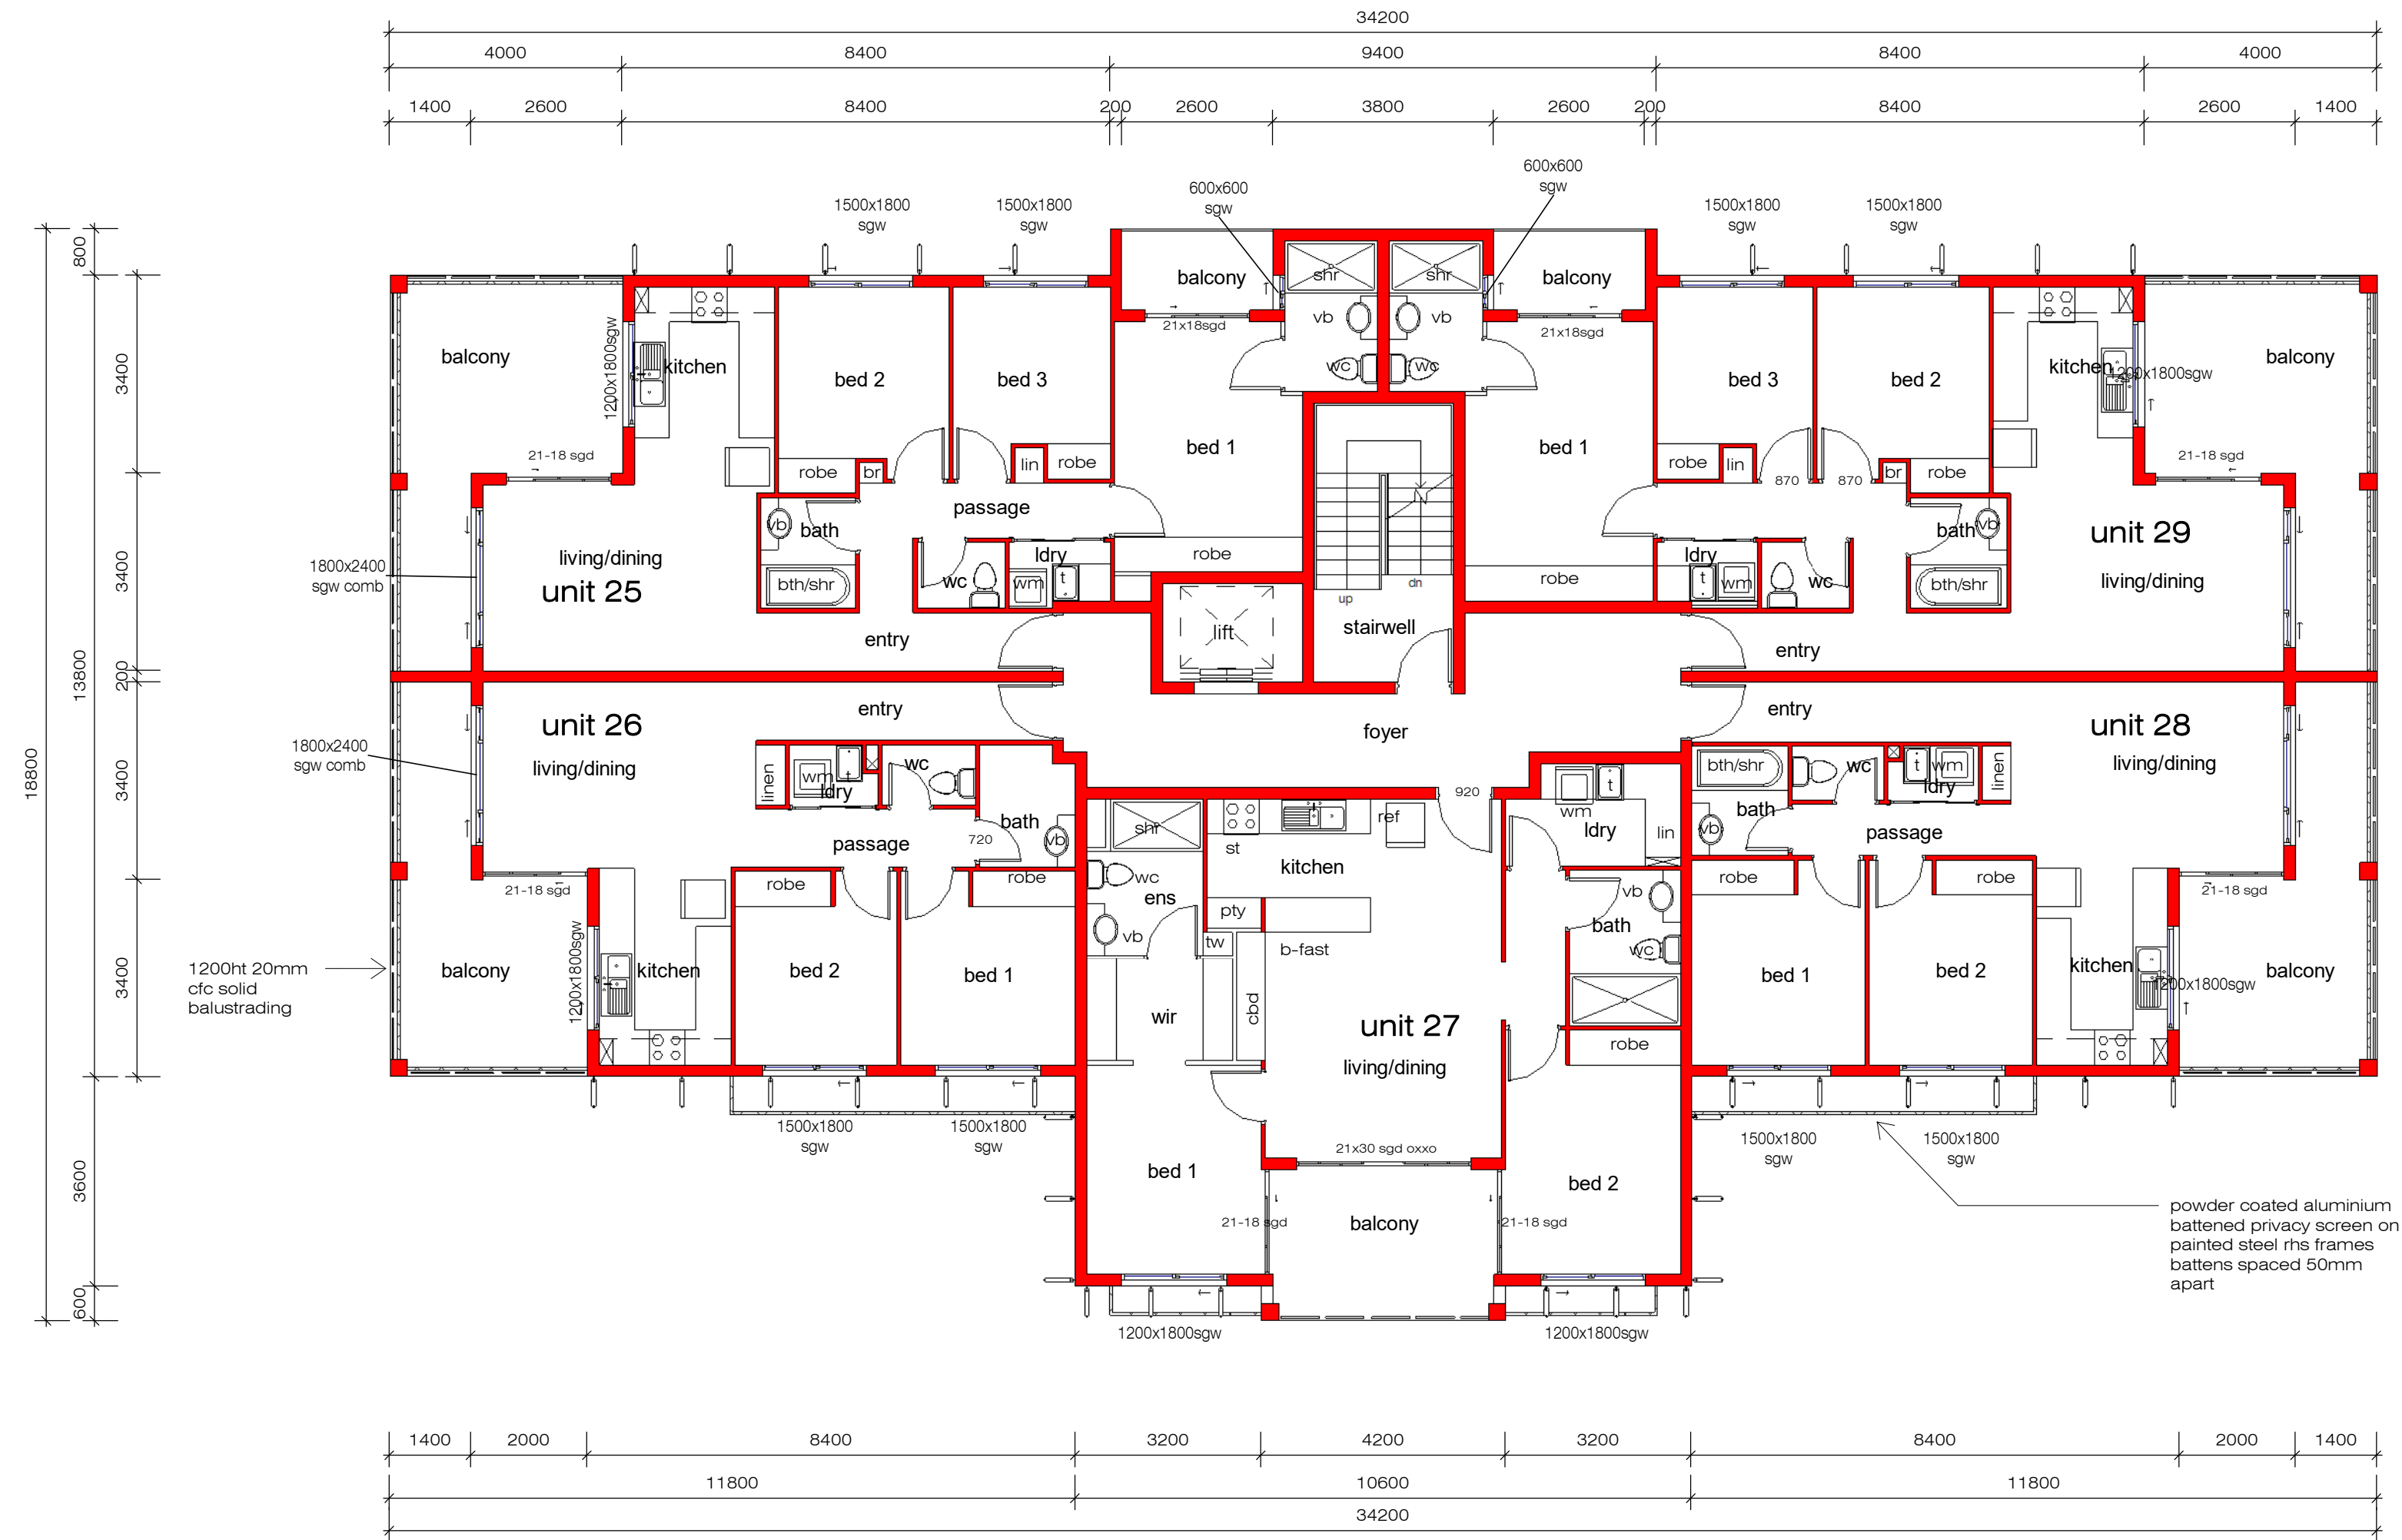 34200
4000 8400 9400 8400 4000
1400 2600 8400 200 2600 3800 2600 200 8400 2600 1400
600x600
sgw
600x600
sgw
1500x1800
sgw
1500x1800
sgw
1500x1800
sgw
1500x1800
sgw
800
3400
3400
200
3400
3400
13800
18800
3600
600
balcony
1200x1800sgw
kitchen
bed 2
bed 3
balcony
21x18sgd
shr
vb
wc
shr
vb
wc
balcony
21x18sgd
bed 3
bed 2
kitchen
1200x1800sgw
balcony
21-18 sgd
robe
br
lin
robe
bed 1
bed 1
robe
lin
870
870
br
robe
21-18 sgd
passage
vb
bath
bath
vb
unit 29
living/dining
unit 25
1800x2400
sgw comb
bth/shr
wc
ldry
wm
t
robe
robe
up
dn
ldry
t
wm
wc
bth/shr
living/dining
entry
lift
stairwell
entry
unit 26
living/dining
1800x2400
sgw comb
entry
foyer
entry
unit 28
living/dining
linen
wm
t
ldry
wc
bath
vb
720
passage
21-18 sgd
robe
robe
1200x1800sgw
balcony
kitchen
bed 2
bed 1
1200ht 20mm
cfc solid
balustrading
1500x1800
sgw
1500x1800
sgw
shr
wc
ens
vb
st
kitchen
ref
920
wm
t
ldry
lin
pty
tw
b-fast
vb
bath
wc
wir
cbd
unit 27
living/dining
robe
21x30 sgd oxxo
bed 1
bed 2
21-18 sgd
balcony
21-18 sgd
1200x1800sgw
1200x1800sgw
bth/shr
wc
t
wm
ldry
linen
bath
vb
passage
robe
robe
21-18 sgd
bed 1
bed 2
kitchen
1200x1800sgw
balcony
1500x1800
sgw
1500x1800
sgw
powder coated aluminium
battened privacy screen on
painted steel rhs frames
battens spaced 50mm
apart
1400 2000 8400 3200 4200 3200 8400 2000 1400
11800 10600 11800
34200